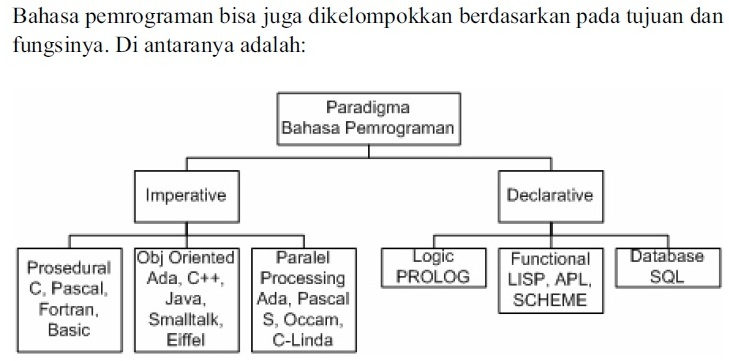 Bahasa pemrograman bisa juga dikelompokkan berdasarkan pada tujuan dan
fungsinya. Di antaranya adalah:
Paradigma
Bahasa Pemrograman
Imperative
Declarative
Prosedural
C, Pascal,
Fortran,
Basic
Obj Oriented
Ada, C++,
Java,
Smalltalk,
Eiffel
Paralel
Processing
Ada, Pascal
S, Occam,
C-Linda
Logic
PROLOG
Functional
LISP, APL,
SCHEME
Database
SQL